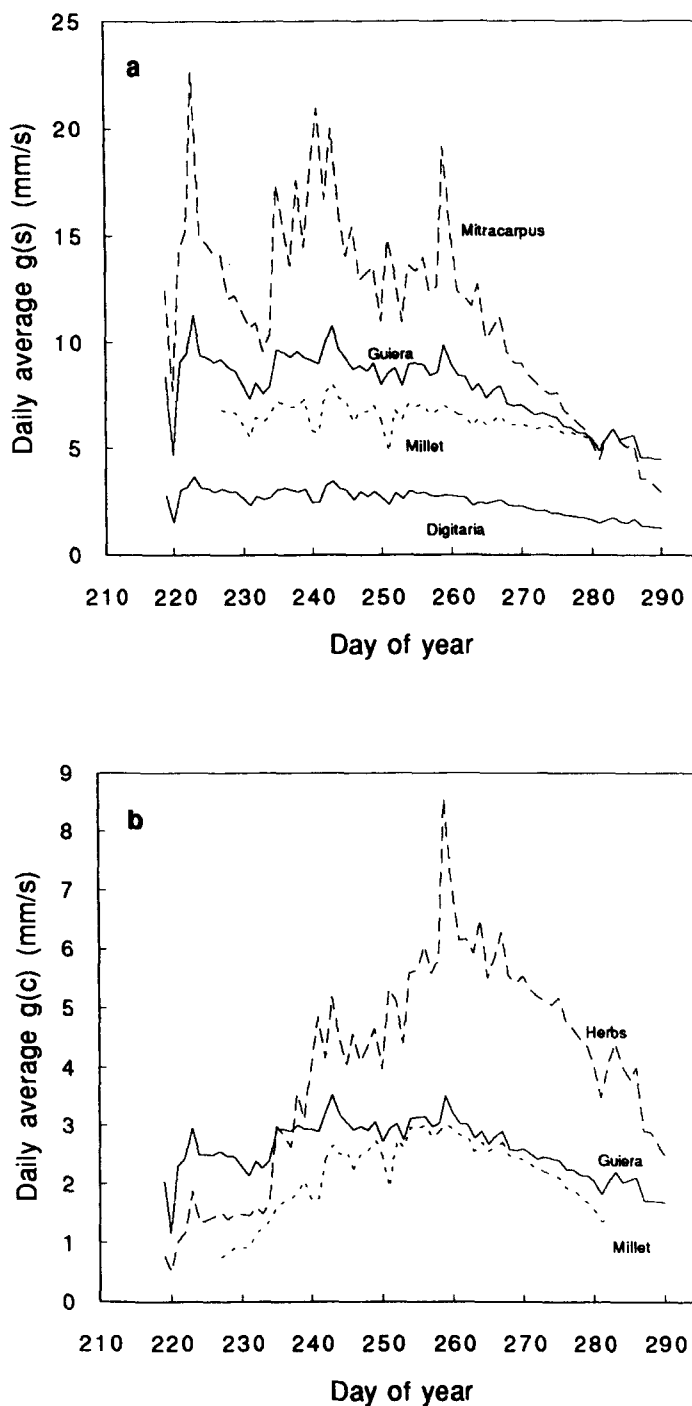 a
Daily average g(s) (mm/s)
25
20
15
10
5
0
Mitracarpus
Guiera
Millet
Digitaria
210 220 230 240 250 260 270 280 290
Day of year
b
Daily average g(c) (mm/s)
9
8
7
6
5
4
3
2
1
0
Herbs
Guiera
Millet
210 220 230 240 250 260 270 280 290
Day of year